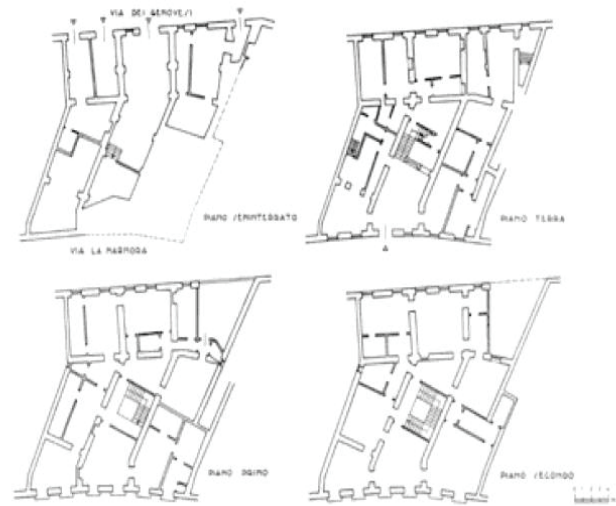 VIA DEI GENOVESI
PIANO SEMINTERRATO
VIA LA MARMORA
PIANO TERRA
PIANO PRIMO
PIANO SECONDO